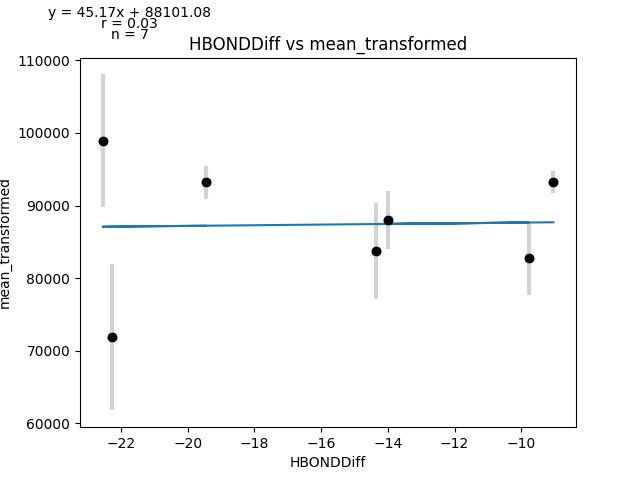 y = 45.17x + 88101.08
r = 0.03
n = 7
HBONDDiff vs mean_transformed
110000
100000
90000
80000
70000
60000
mean_transformed
−22
−20
−18
−16
−14
−12
−10
HBONDDiff